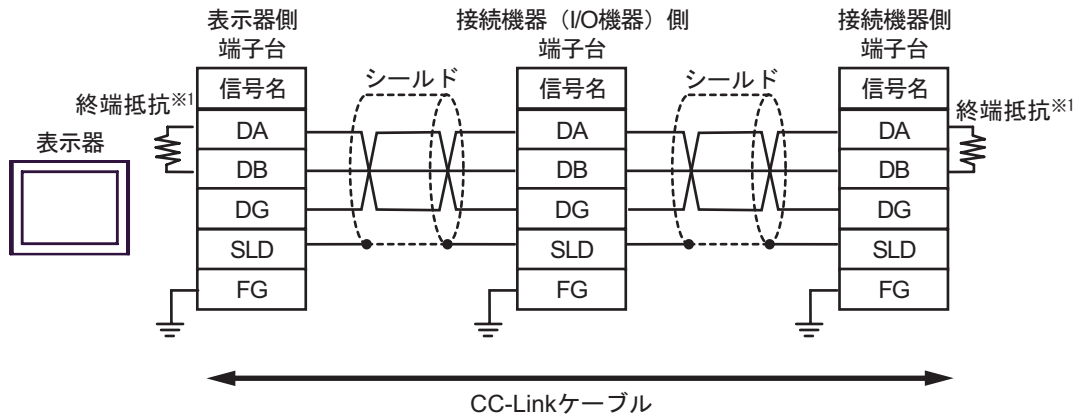 表示器側
端子台
接続機器（I/O機器）側
端子台
接続機器側
端子台
信号名
シールド
信号名
シールド
信号名
終端抵抗※1
DA
DA
DA
終端抵抗※1
表示器
DB
DB
DB
DG
DG
DG
SLD
SLD
SLD
FG
FG
FG
CC-Linkケーブル